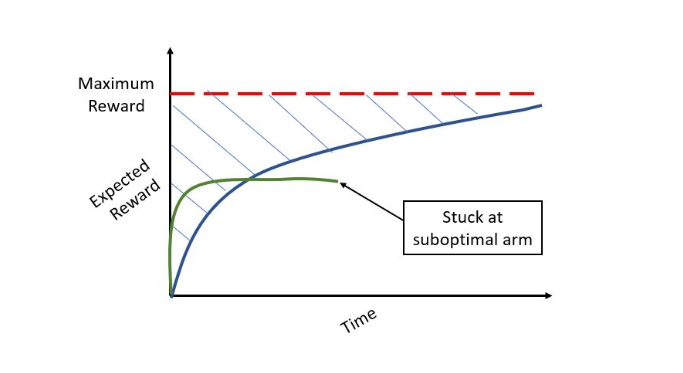 Maximum
Reward
Expected
Reward
Stuck at
suboptimal arm
Time